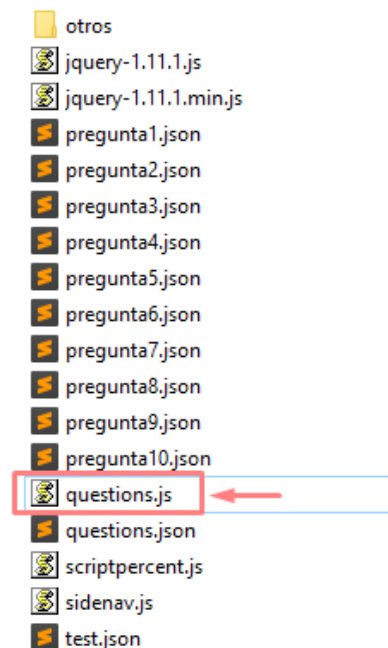 otros
jquery-1.11.1.js
jquery-1.11.1.min.js
pregunta1.json
pregunta2.json
pregunta3.json
pregunta4.json
pregunta5.json
pregunta6.json
pregunta7.json
pregunta8.json
pregunta9.json
pregunta10.json
questions.js
questions.json
scriptpercent.js
sidenav.js
test.json